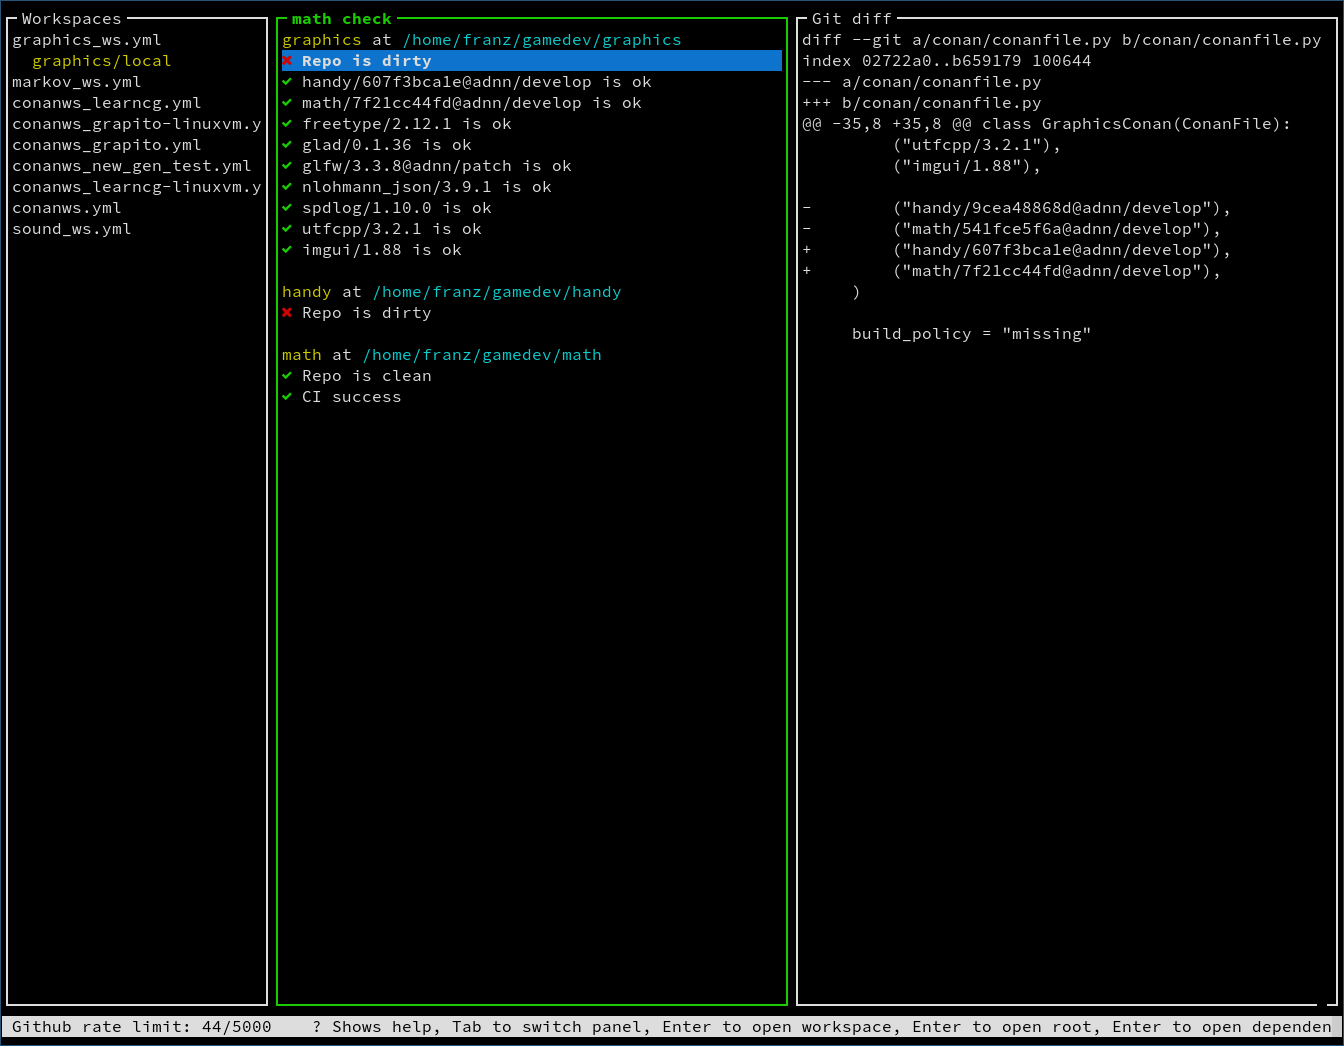 Workspaces
graphics_ws.yml
graphics/local
markov_ws.yml
conanws_learncg.yml
conanws_grapito-linuxvm.y
conanws_grapito.yml
conanws_new_gen_test.yml
conanws_learncg-linuxvm.y
conanws.yml
sound_ws.yml
math check
graphics at /home/franz/gamedev/graphics
✖ Repo is dirty
✔ handy/607f3bca1e@adnn/develop is ok
✔ math/7f21cc44fd@adnn/develop is ok
✔ freetype/2.12.1 is ok
✔ glad/0.1.36 is ok
✔ glfw/3.3.8@adnn/patch is ok
✔ nlohmann_json/3.9.1 is ok
✔ spdlog/1.10.0 is ok
✔ utfcpp/3.2.1 is ok
✔ imgui/1.88 is ok
handy at /home/franz/gamedev/handy
✖ Repo is dirty
math at /home/franz/gamedev/math
✔ Repo is clean
✔ CI success
Git diff
diff --git a/conan/conanfile.py b/conan/conanfile.py
index 02722a0..b659179 100644
--- a/conan/conanfile.py
+++ b/conan/conanfile.py
@@ -35,8 +35,8 @@ class GraphicsConan(ConanFile):
("utfcpp/3.2.1"),
("imgui/1.88"),
- ("handy/9cea48868d@adnn/develop"),
- ("math/541fce5f6a@adnn/develop"),
+ ("handy/607f3bca1e@adnn/develop"),
+ ("math/7f21cc44fd@adnn/develop"),
)
build_policy = "missing"
Github rate limit: 44/5000 ? Shows help, Tab to switch panel, Enter to open workspace, Enter to open root, Enter to open dependen